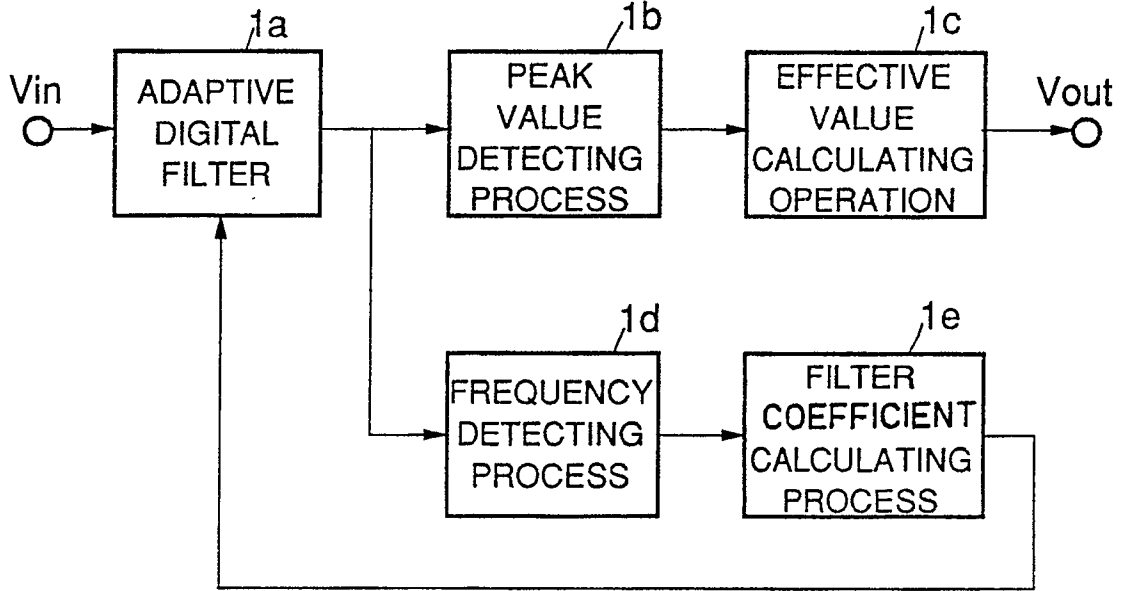 1a
1b
1c
Vin
ADAPTIVE
DIGITAL
FILTER
PEAK
VALUE
DETECTING
PROCESS
EFFECTIVE
VALUE
CALCULATING
OPERATION
Vout
1d
1e
FREQUENCY
DETECTING
PROCESS
FILTER
COEFFICIENT
CALCULATING
PROCESS